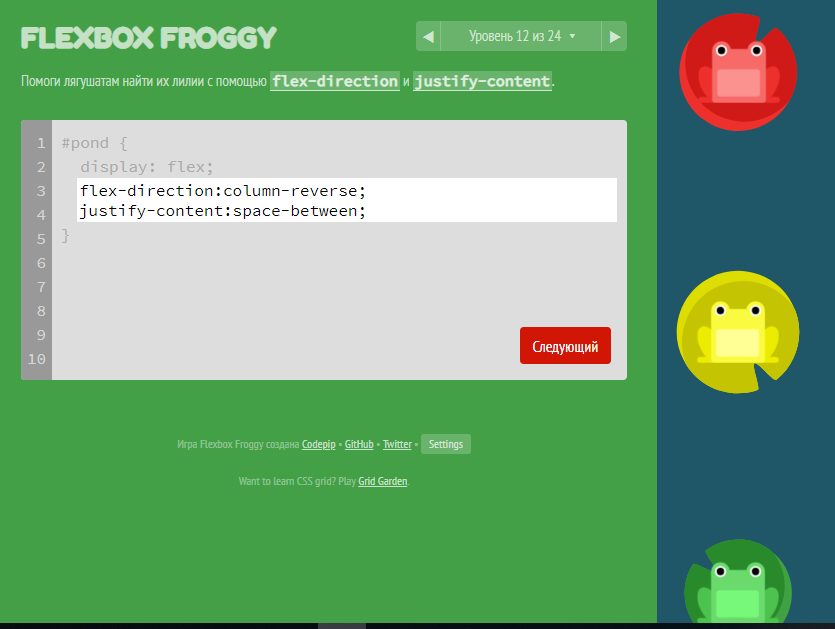 FLEXBOX FROGGY
◀ Уровень 12 из 24 ▾ ▶
Помоги лягушатам найти их лилии с помощью flex-direction и justify-content.
1 #pond {
2 display: flex;
3 flex-direction:column-reverse;
4 justify-content:space-between;
5 }
6
7
8
9
10
Следующий
Игра Flexbox Froggy создана Codepip • GitHub • Twitter • Settings
Want to learn CSS grid? Play Grid Garden.